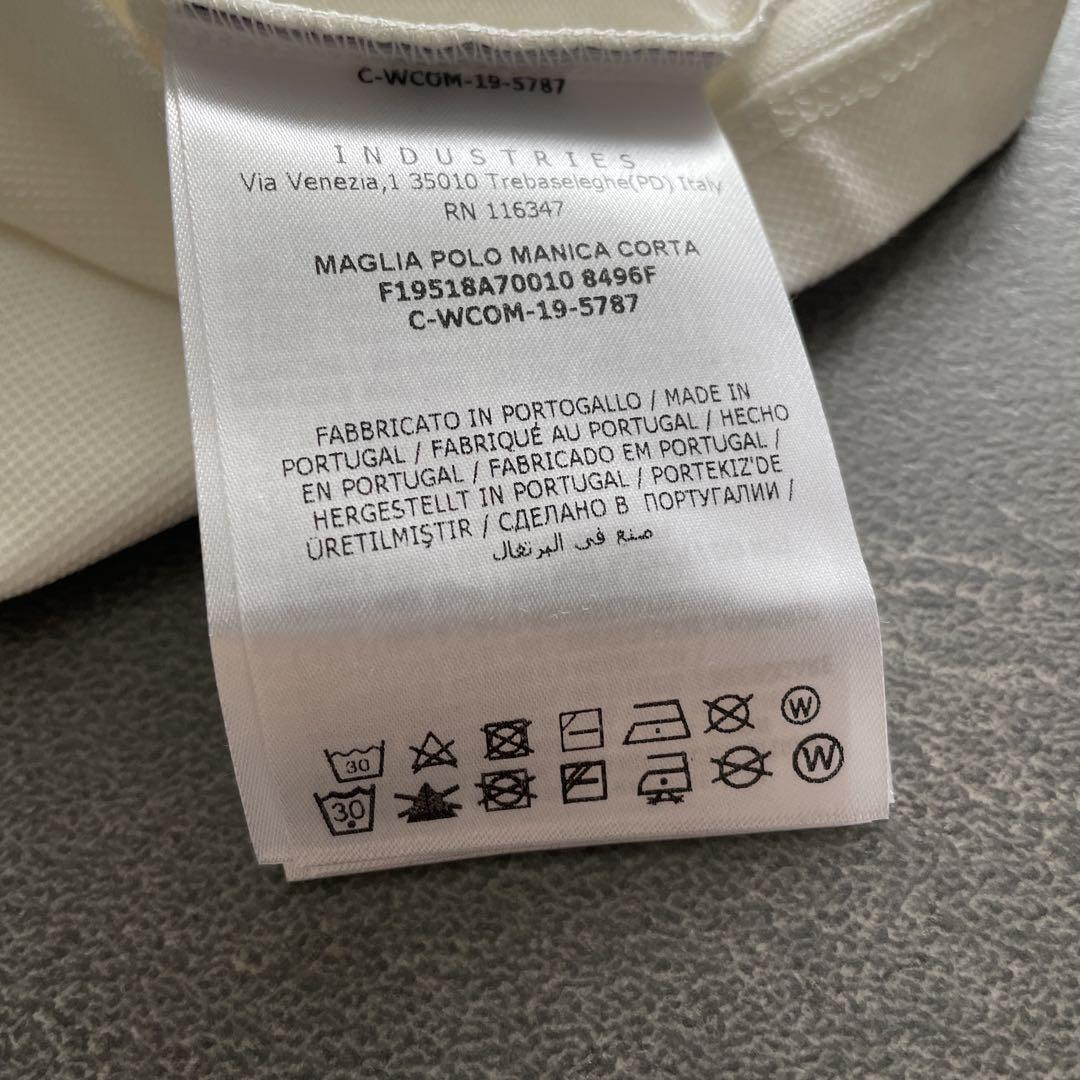 C-WCOM-19-5787
INDUSTRIES
Via Venezia,1 35010 Trebaseleghe(PD) Italy
RN 116347
MAGLIA POLO MANICA CORTA
F19518A70010 8496F
C-WCOM-19-5787
FABBRICATO IN PORTOGALLO / MADE IN
PORTUGAL / FABRIQUÉ AU PORTUGAL / HECHO
EN PORTUGAL / FABRICADO EM PORTUGAL /
HERGESTELLT IN PORTUGAL / PORTEKIZ'DE
ÜRETILMIŞTIR / СДЕЛАНО В ПОРТУГАЛИИ /
صنع في البرتغال
30 W
30 W